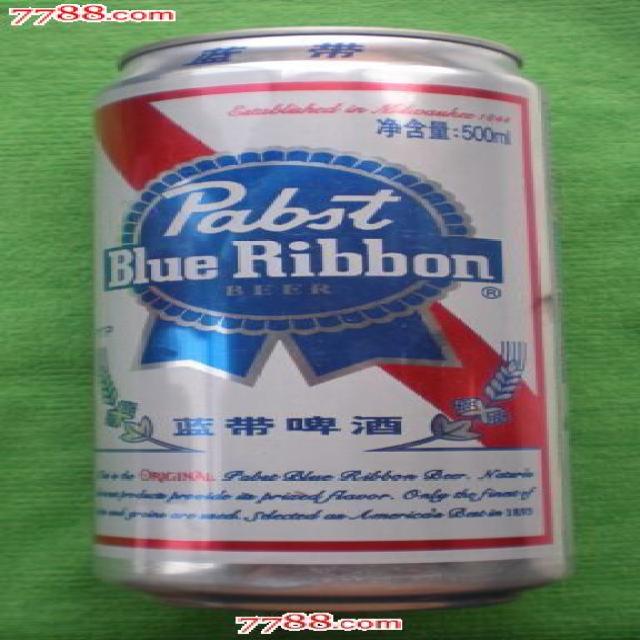 7788.com
蓝 带
Established in Milwaukee 1844
净含量:500ml
Pabst
Blue Ribbon
BEER
®
蓝带啤酒
is the ORIGINAL Pabst Blue Ribbon Beer. Nature's
products provide its prized flavor. Only the finest of
and grains are used. Selected as America's Best in 1893
7788.com